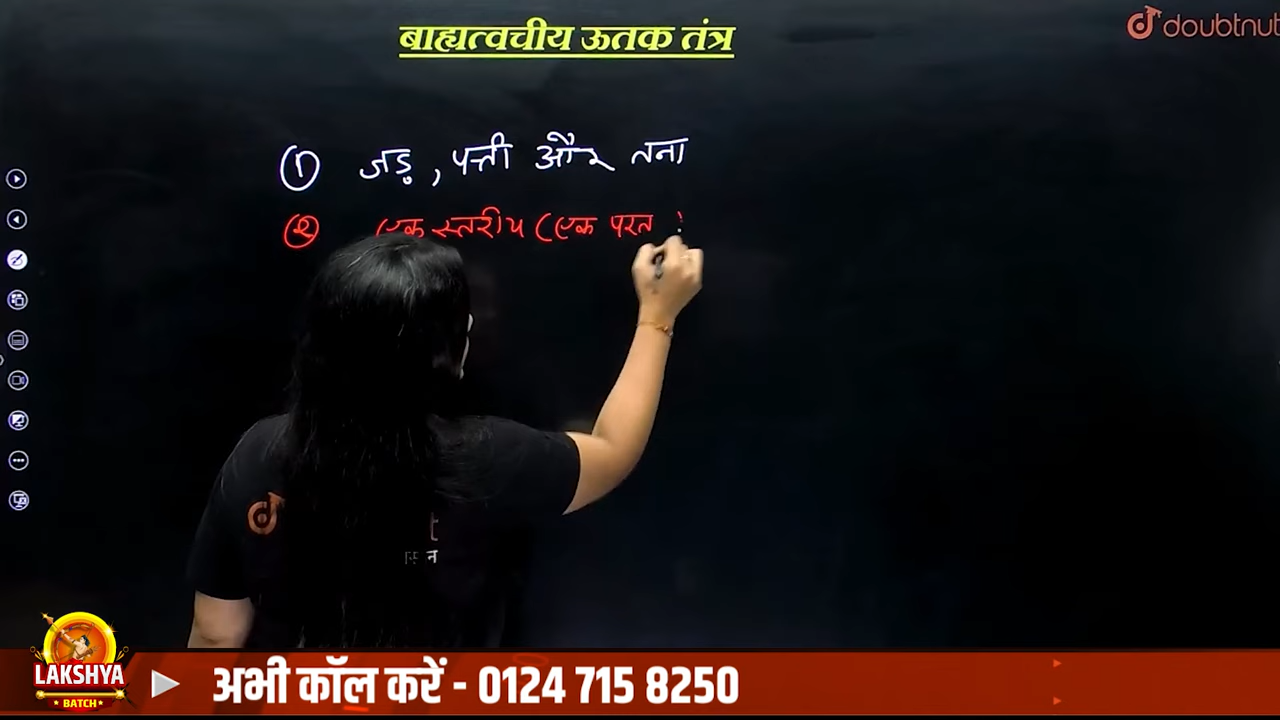 बाह्यत्वचीय ऊतक तंत्र
doubtnut
① जड़, पत्ती और तना
② एक स्तरीय (एक परत
न
LAKSHYA
BATCH
अभी कॉल करें - 0124 715 8250